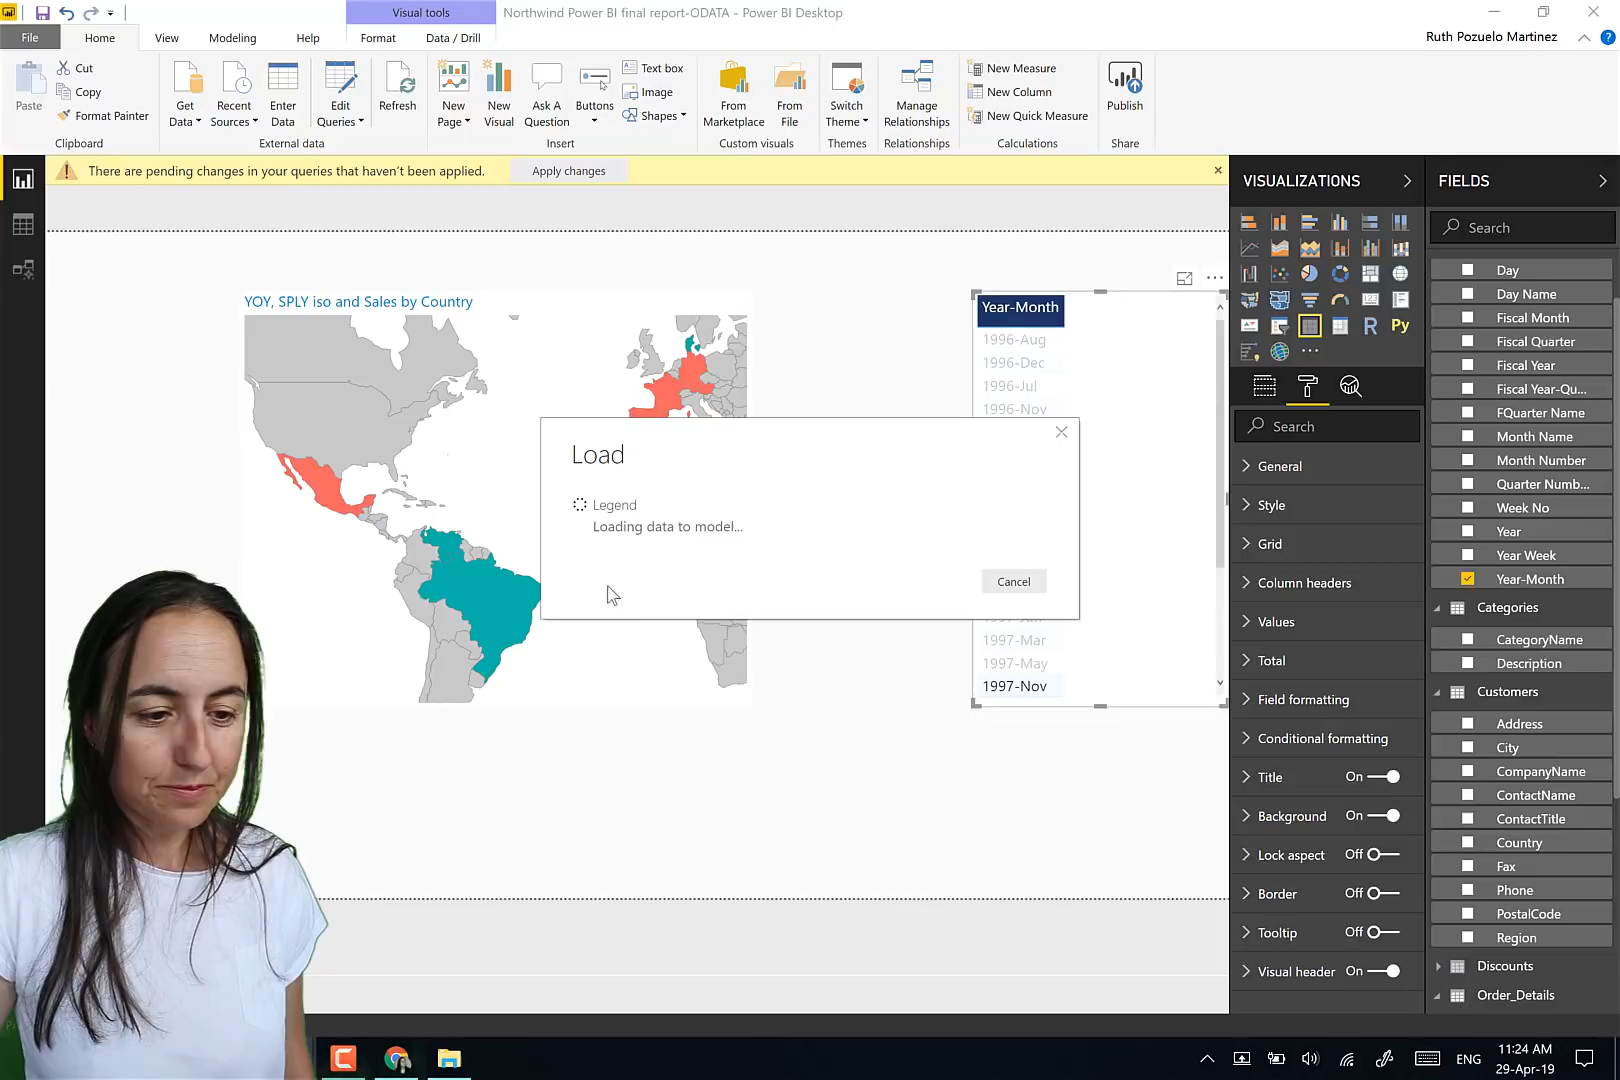 Visual tools
Northwind Power BI final report-ODATA - Power BI Desktop
File
Home
View
Modeling
Help
Format
Data / Drill
Ruth Pozuelo Martinez
Paste
Cut
Copy
Format Painter
Clipboard
Get Data
Recent Sources
Enter Data
Edit Queries
Refresh
External data
New Page
New Visual
Ask A Question
Buttons
Text box
Image
Shapes
Insert
From Marketplace
From File
Custom visuals
Switch Theme
Themes
Manage Relationships
Relationships
New Measure
New Column
New Quick Measure
Calculations
Publish
Share
There are pending changes in your queries that haven't been applied.
Apply changes
YOY, SPLY iso and Sales by Country
Year-Month
1996-Aug
1996-Dec
1996-Jul
1996-Nov
1997-Mar
1997-May
1997-Nov
Load
Legend
Loading data to model...
Cancel
VISUALIZATIONS
R
Py
Search
General
Style
Grid
Column headers
Values
Total
Field formatting
Conditional formatting
Title On
Background On
Lock aspect Off
Border Off
Tooltip Off
Visual header On
FIELDS
Search
Day
Day Name
Fiscal Month
Fiscal Quarter
Fiscal Year
Fiscal Year-Qu...
FQuarter Name
Month Name
Month Number
Quarter Numb...
Week No
Year
Year Week
Year-Month
Categories
CategoryName
Description
Customers
Address
City
CompanyName
ContactName
ContactTitle
Country
Fax
Phone
PostalCode
Region
Discounts
Order_Details
ENG
11:24 AM
29-Apr-19